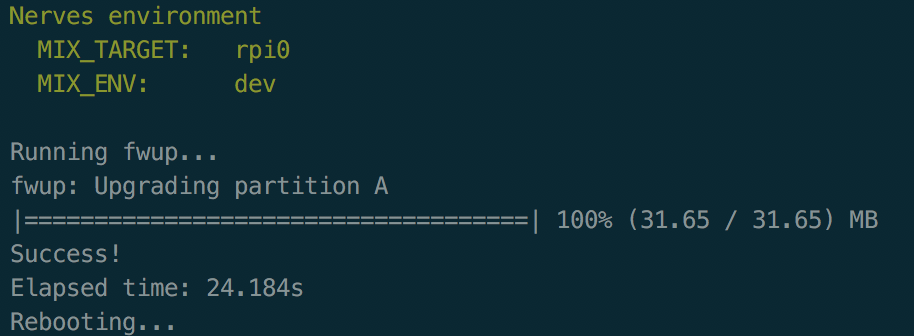 Nerves environment
MIX_TARGET: rpi0
MIX_ENV: dev
Running fwup...
fwup: Upgrading partition A
|====================================| 100% (31.65 / 31.65) MB
Success!
Elapsed time: 24.184s
Rebooting...